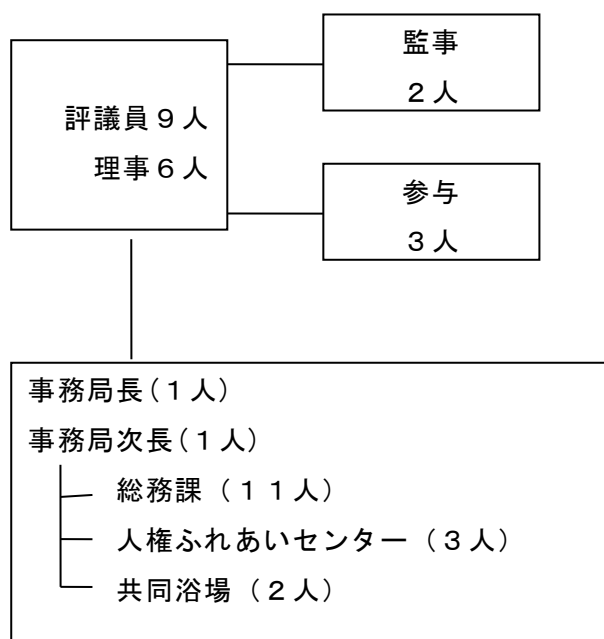 評議員９人
理事６人
監事
２人
参与
３人
事務局長(１人)
事務局次長(１人)
総務課（１１人）
人権ふれあいセンター（３人）
共同浴場（２人）